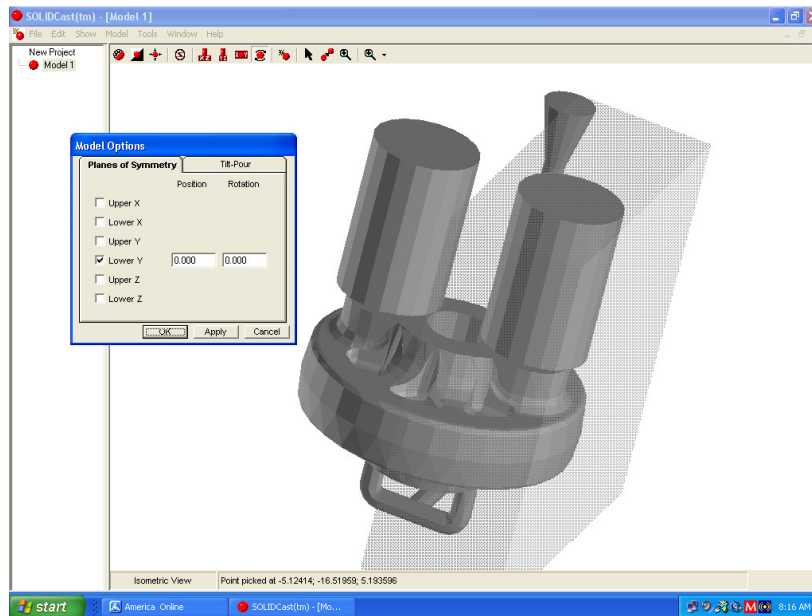 SOLIDCast(tm) - [Model 1]
File Edit Show Model Tools Window Help
New Project
Model 1
Model Options
Planes of Symmetry Tilt-Pour
Position Rotation
Upper X
Lower X
Upper Y
Lower Y 0.000 0.000
Upper Z
Lower Z
OK Apply Cancel
Isometric View Point picked at -5.12414; -16.51959; 5.193596
start America Online SOLIDCast(tm) - [Mo... 8:16 AM